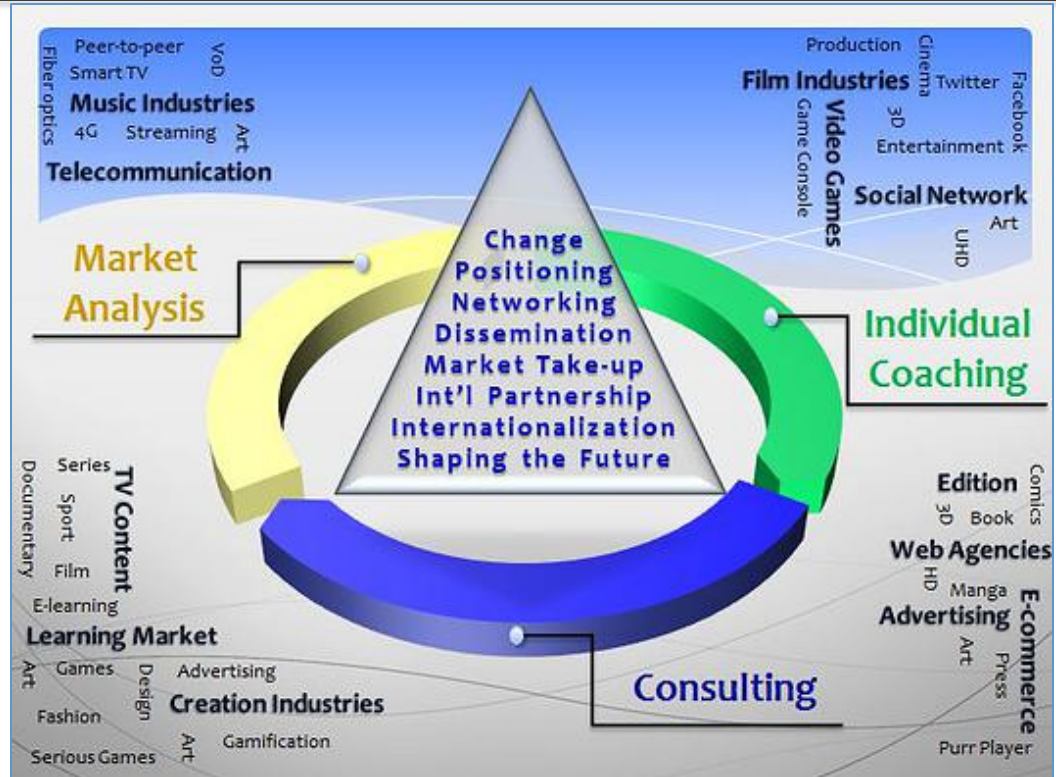 Peer-to-peer
VoD
Fiber optics
Smart TV
Music Industries
4G
Streaming
Art
Telecommunication
Production
Cinema
Film Industries
Twitter
Facebook
Game Console
Video Games
3D
Entertainment
Social Network
Art
UHD
Market
Analysis
Change
Positioning
Networking
Dissemination
Market Take-up
Int'l Partnership
Internationalization
Shaping the Future
Individual
Coaching
Documentary
Series
TV Content
Sport
Film
E-learning
Learning Market
Art
Games
Design
Advertising
Creation Industries
Fashion
Art
Gamification
Serious Games
Consulting
Edition
Comics
3D
Book
Web Agencies
HD
Manga
E-commerce
Advertising
Art
Press
Purr Player